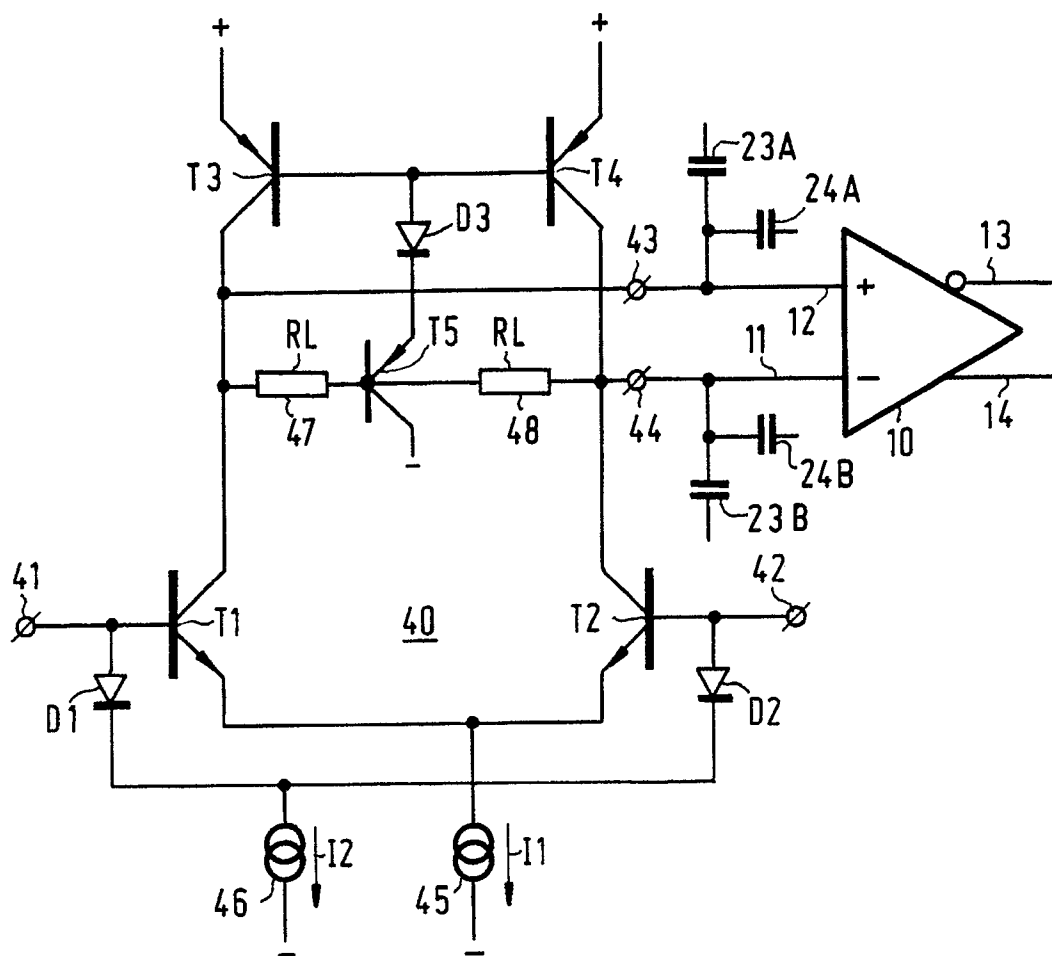 + +
23A
T3 T4
24A
D3
43
13
+
12
RL T5 RL
11
−
47 48 44
10 14
24B
23B
41 42
T1 40 T2
D1 D2
I2 I1
46 45
− −
−